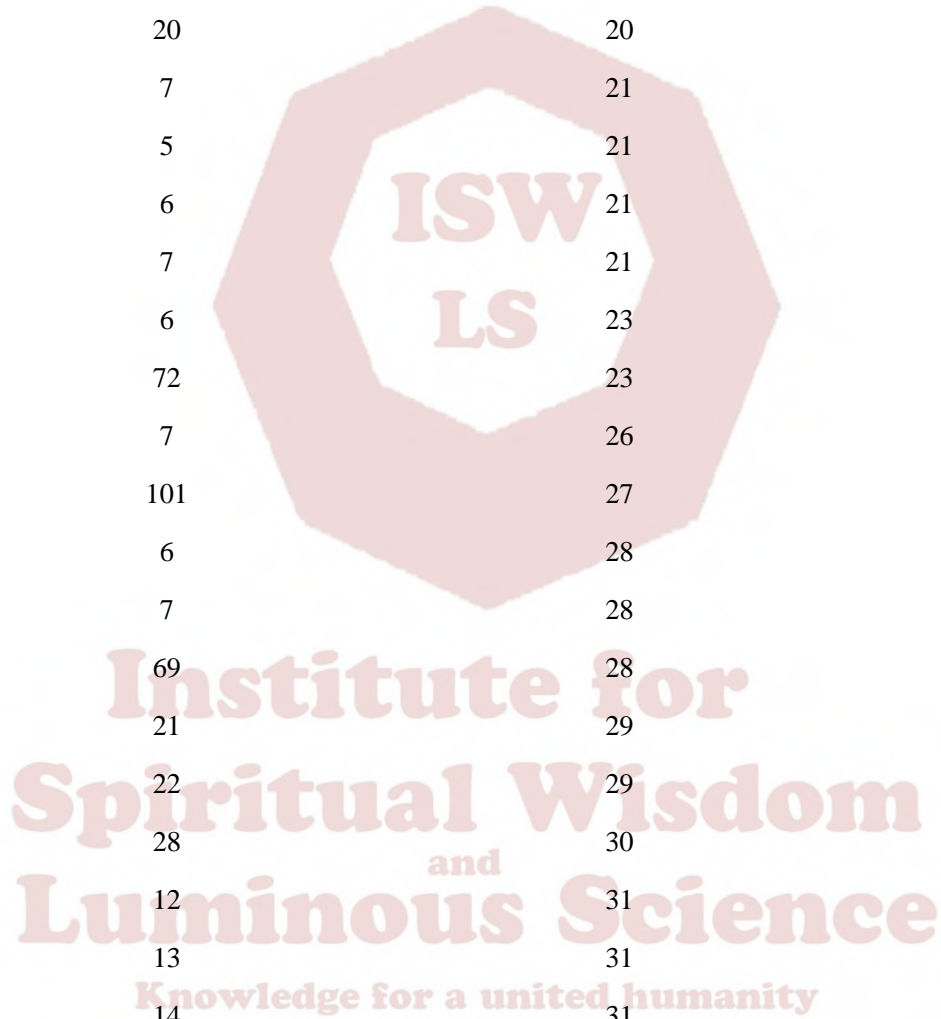 20 20
7 21
5 21
6 21
7 21
6 23
72 23
7 26
101 27
6 28
7 28
69 28
21 29
22 29
28 30
12 31
13 31
14 31
ISW
LS
Institute for
Spiritual Wisdom
and
Luminous Science
Knowledge for a united humanity